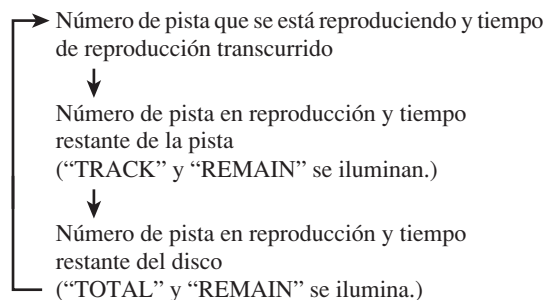 Número de pista que se está reproduciendo y tiempo
de reproducción transcurrido
Número de pista en reproducción y tiempo
restante de la pista
(“TRACK” y “REMAIN” se iluminan.)
Número de pista en reproducción y tiempo
restante del disco
(“TOTAL” y “REMAIN” se ilumina.)